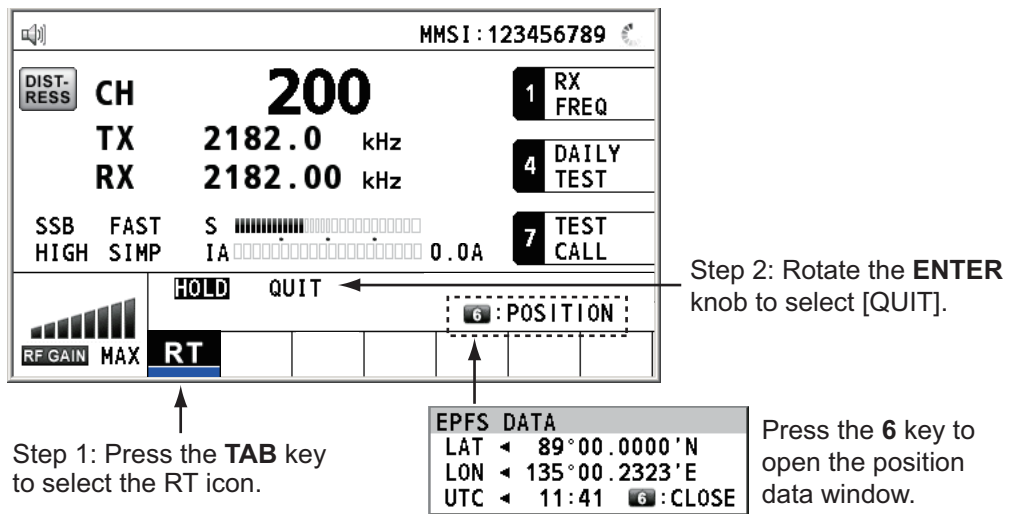 MMSI:123456789
DIST-
RESS
CH 200
TX 2182.0 kHz
RX 2182.00 kHz
1 RX
FREQ
4 DAILY
TEST
7 TEST
CALL
SSB FAST S
HIGH SIMP IA 0.0A
HOLD QUIT
6:POSITION
RF GAIN MAX RT
Step 2: Rotate the ENTER
knob to select [QUIT].
Step 1: Press the TAB key
to select the RT icon.
EPFS DATA
LAT ◄ 89°00.0000'N
LON ◄ 135°00.2323'E
UTC ◄ 11:41 6:CLOSE
Press the 6 key to
open the position
data window.